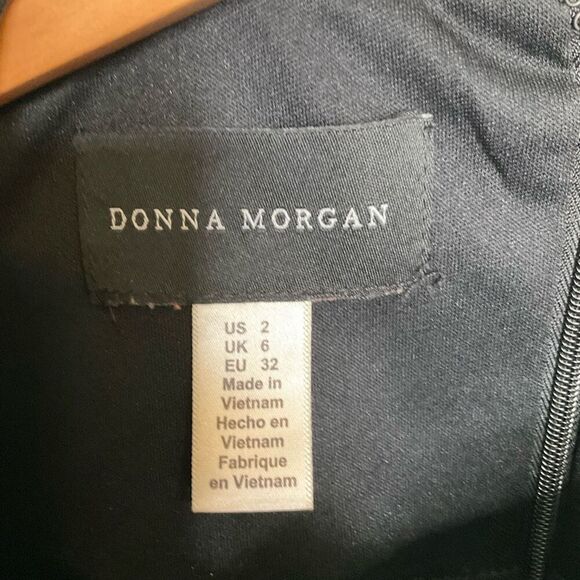 DONNA MORGAN
US 2
UK 6
EU 32
Made in
Vietnam
Hecho en
Vietnam
Fabrique
en Vietnam